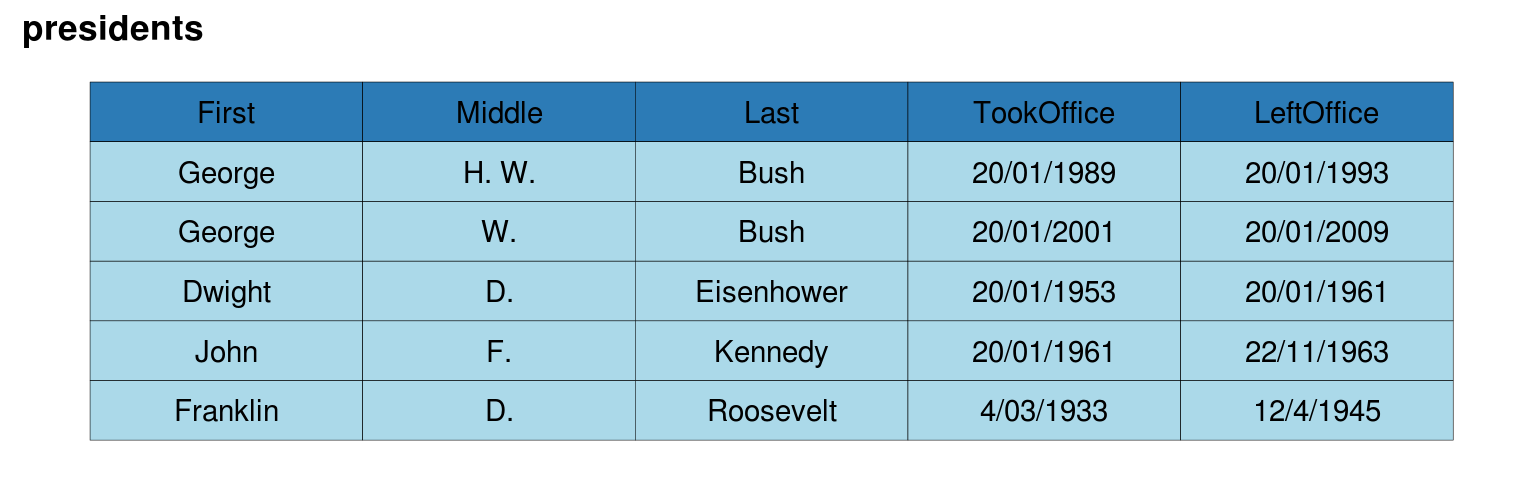 presidents
First Middle Last TookOffice LeftOffice
George H. W. Bush 20/01/1989 20/01/1993
George W. Bush 20/01/2001 20/01/2009
Dwight D. Eisenhower 20/01/1953 20/01/1961
John F. Kennedy 20/01/1961 22/11/1963
Franklin D. Roosevelt 4/03/1933 12/4/1945